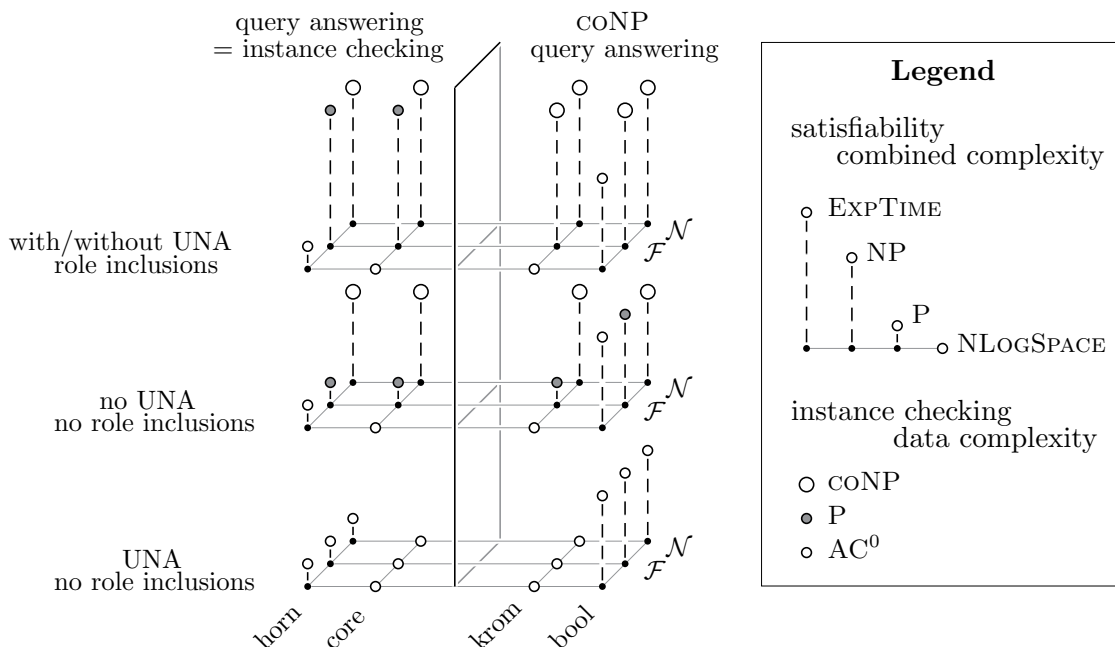 query answering
= instance checking
coNP
query answering
with/without UNA
role inclusions
F N
no UNA
no role inclusions
F N
UNA
no role inclusions
F N
horn
core
krom
bool
Legend
satisfiability
combined complexity
ExpTime
NP
P
NLogSpace
instance checking
data complexity
coNP
P
AC⁰